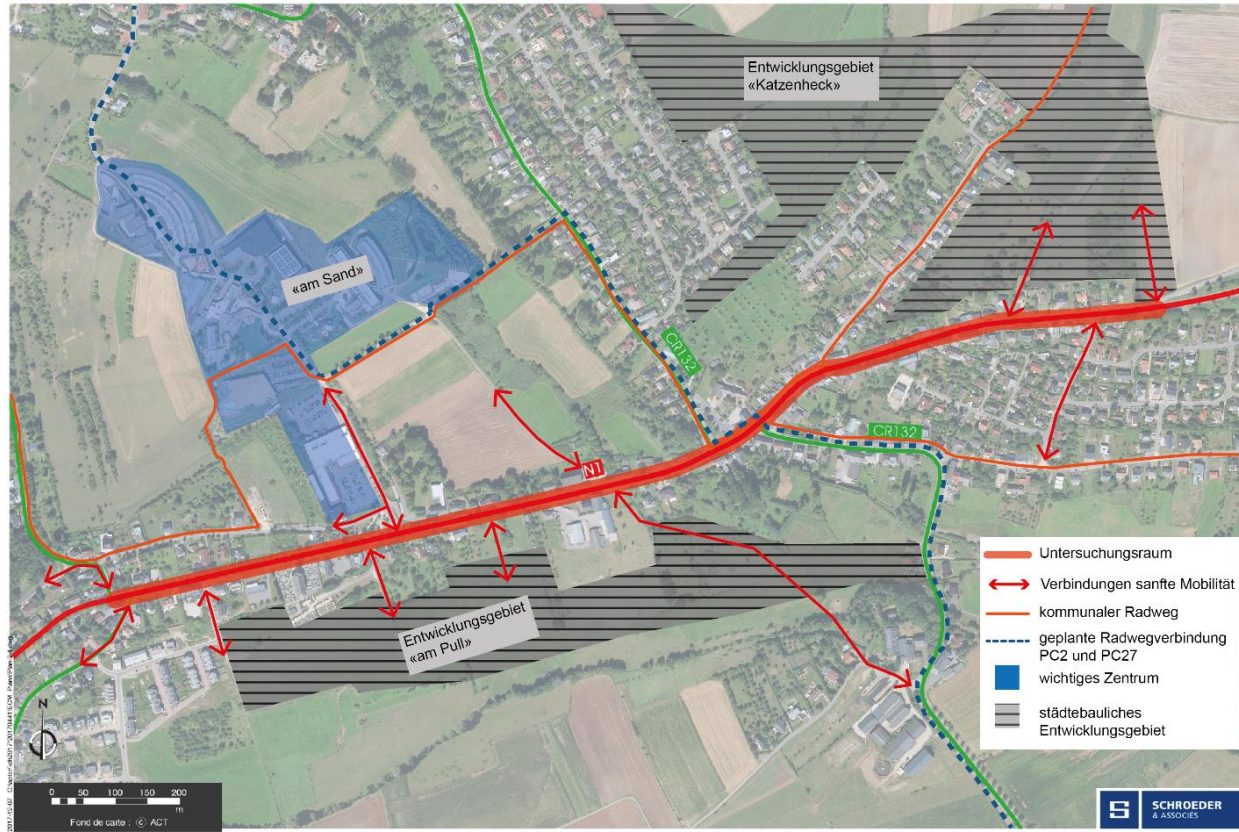 Entwicklungsgebiet
«Katzenheck»
«am Sand»
CR132
CR132
N1
Entwicklungsgebiet
«am Pull»
Untersuchungsraum
Verbindungen sanfte Mobilität
kommunaler Radweg
geplante Radwegverbindung
PC2 und PC27
wichtiges Zentrum
städtebauliches
Entwicklungsgebiet
N
0 50 100 150 200
m
Fond de carte : © ACT
S SCHROEDER
& ASSOCIÉS